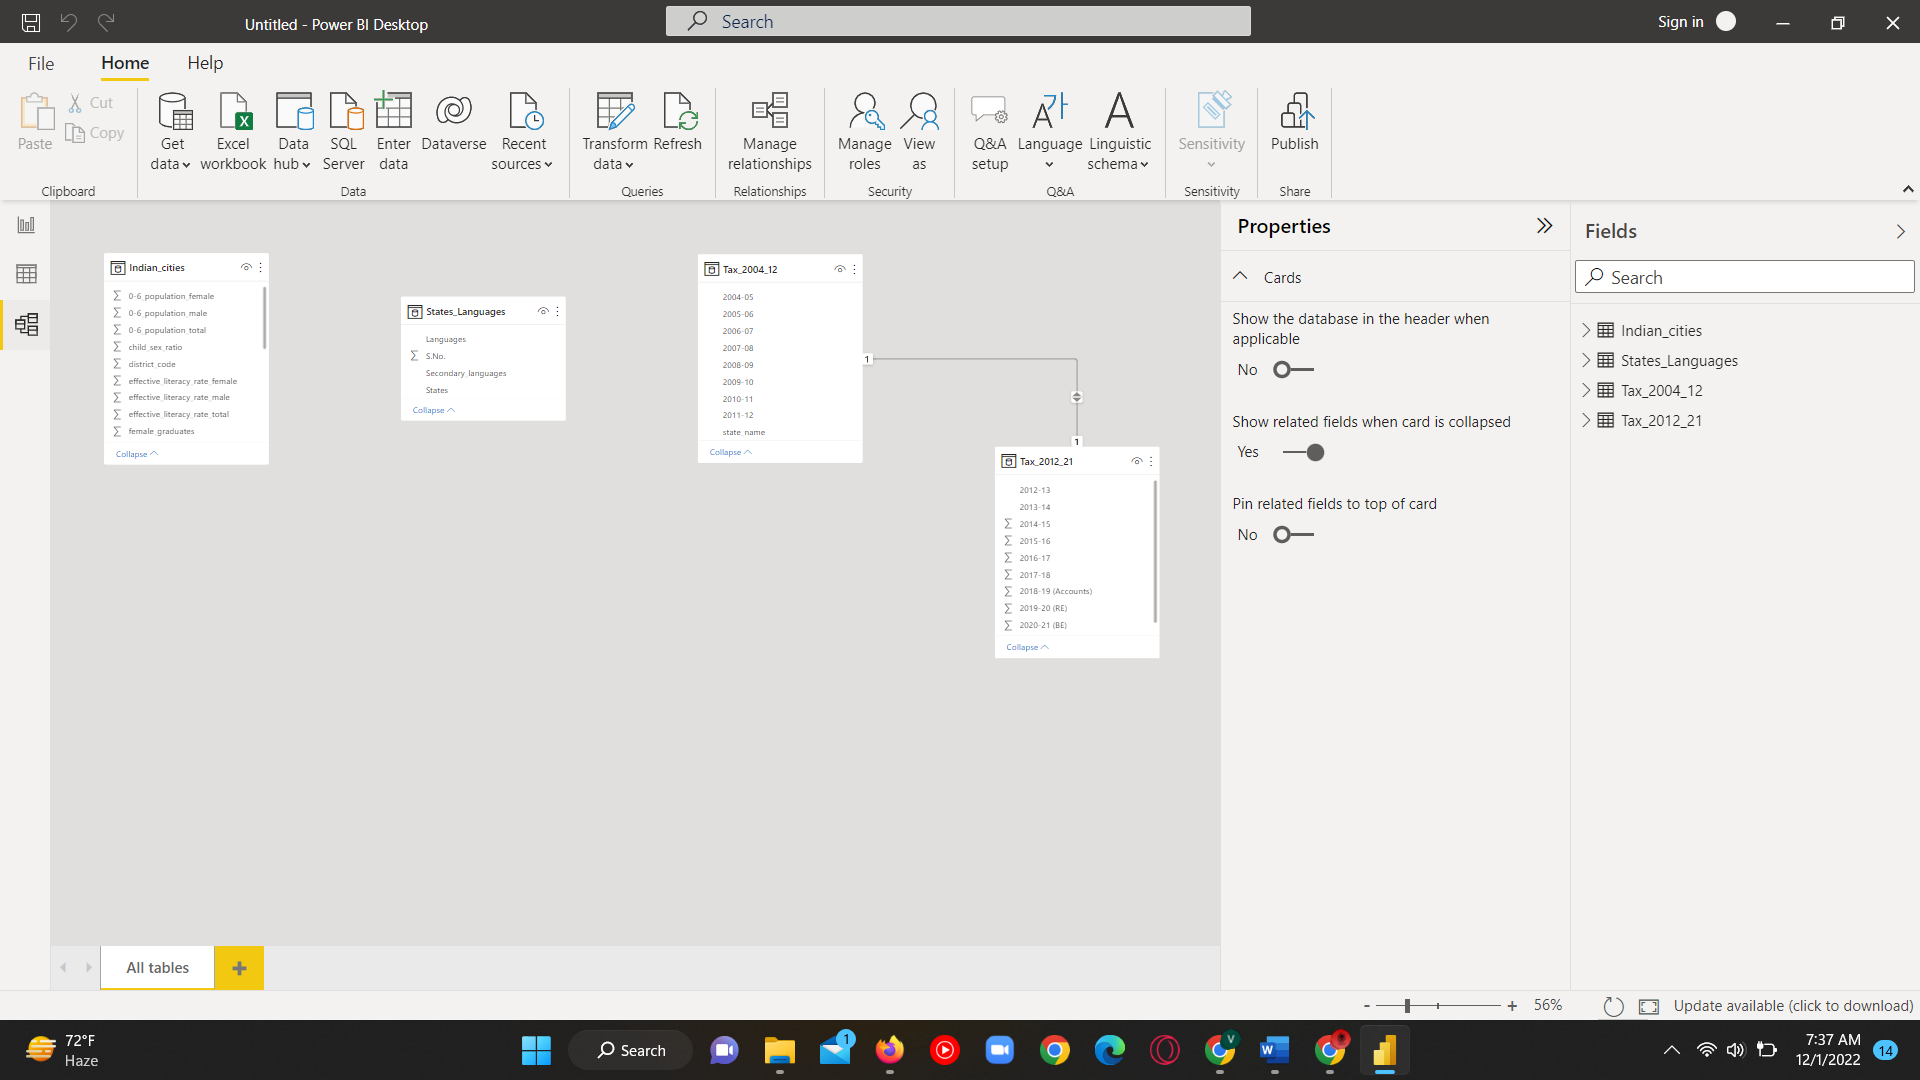 Untitled - Power BI Desktop
Search
Sign in
File
Home
Help
Paste
Cut
Copy
Clipboard
Get data
Excel workbook
Data hub
SQL Server
Enter data
Dataverse
Recent sources
Data
Transform data
Refresh
Queries
Manage relationships
Relationships
Manage roles
View as
Security
Q&A setup
Language
Linguistic schema
Q&A
Sensitivity
Sensitivity
Publish
Share
Indian_cities
0-6_population_female
0-6_population_male
0-6_population_total
child_sex_ratio
district_code
effective_literacy_rate_female
effective_literacy_rate_male
effective_literacy_rate_total
female_graduates
Collapse
States_Languages
Languages
S.No.
Secondary_languages
States
Collapse
Tax_2004_12
2004-05
2005-06
2006-07
2007-08
2008-09
2009-10
2010-11
2011-12
state_name
Collapse
1
1
Tax_2012_21
2012-13
2013-14
2014-15
2015-16
2016-17
2017-18
2018-19 (Accounts)
2019-20 (RE)
2020-21 (BE)
Collapse
Properties
Cards
Show the database in the header when
applicable
No
Show related fields when card is collapsed
Yes
Pin related fields to top of card
No
Fields
Search
Indian_cities
States_Languages
Tax_2004_12
Tax_2012_21
All tables
+
- + 56%
Update available (click to download)
72°F
Haze
Search
1
V
W
7:37 AM
12/1/2022
14